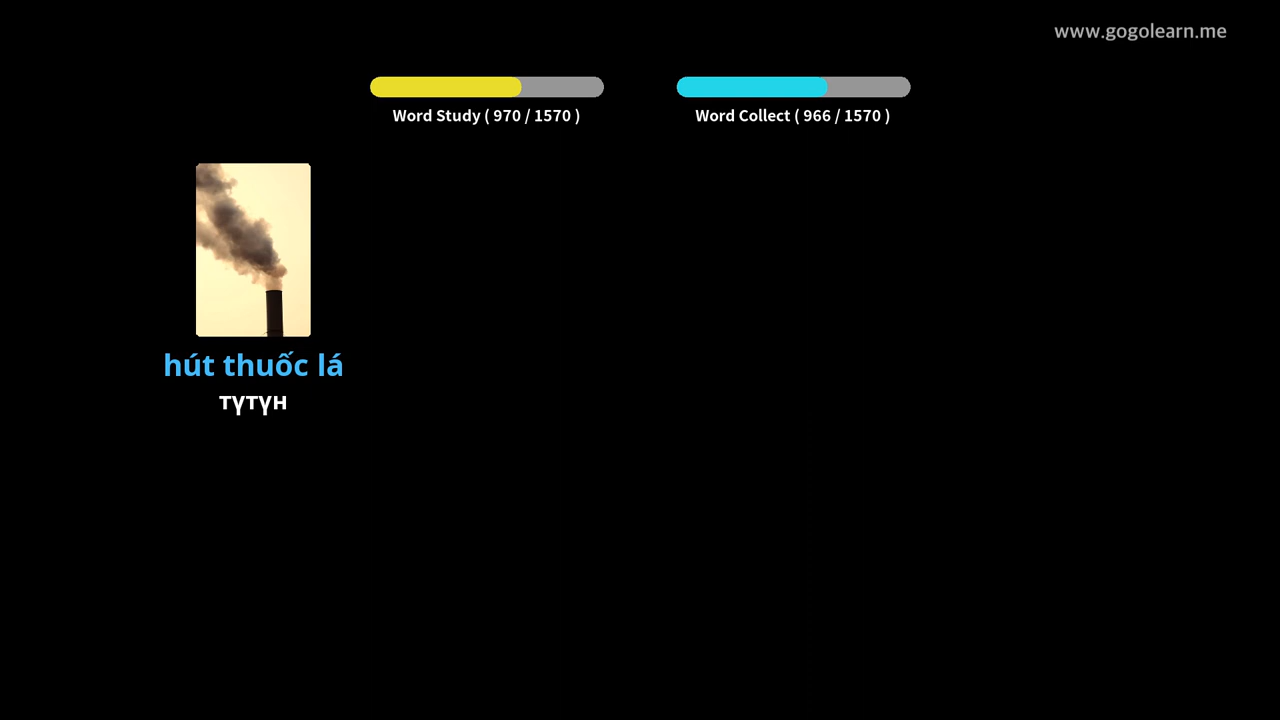 www.gogolearn.me
Word Study ( 970 / 1570 )
Word Collect ( 966 / 1570 )
hút thuốc lá
түтүн